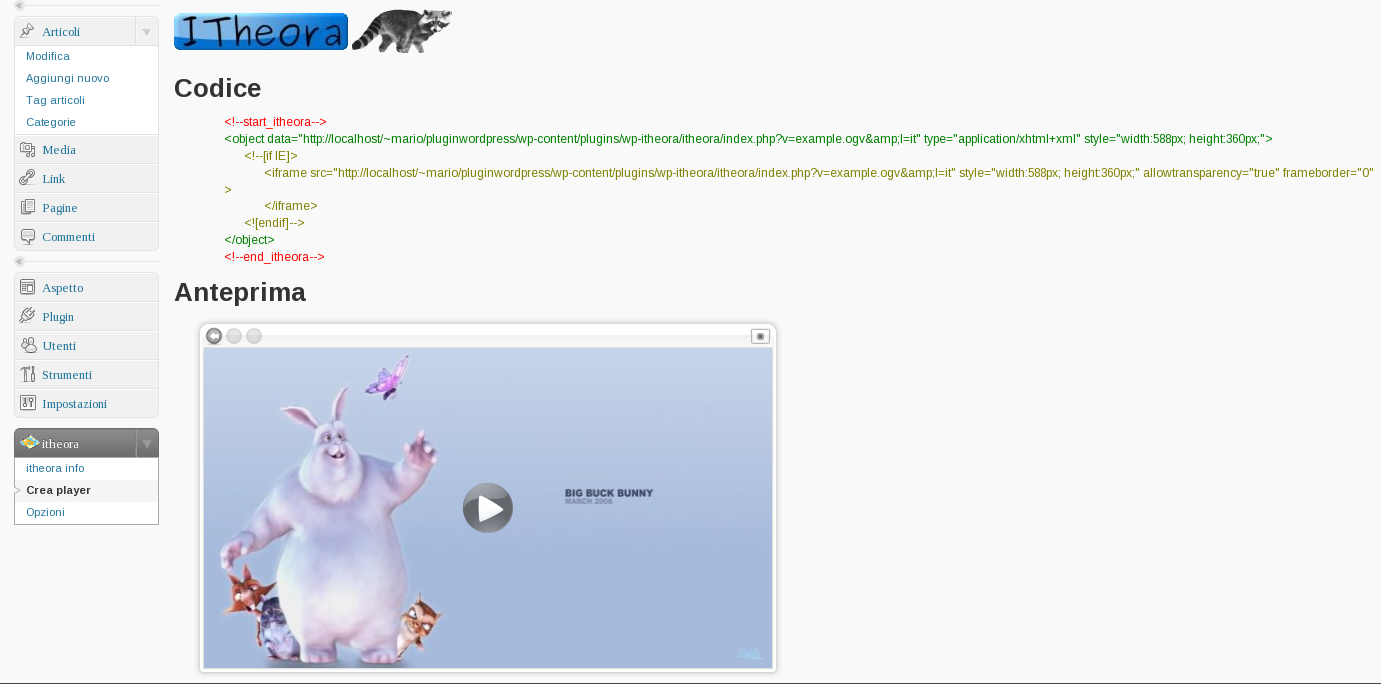 Articoli
Modifica
Aggiungi nuovo
Tag articoli
Categorie
Media
Link
Pagine
Commenti
Aspetto
Plugin
Utenti
Strumenti
Impostazioni
itheora
itheora info
Crea player
Opzioni
ITheora
Codice
<!--start_itheora-->
<object data="http://localhost/~mario/pluginwordpress/wp-content/plugins/wp-itheora/itheora/index.php?v=example.ogv&amp;l=it" type="application/xhtml+xml" style="width:588px; height:360px;">
<!--[if IE]>
<iframe src="http://localhost/~mario/pluginwordpress/wp-content/plugins/wp-itheora/itheora/index.php?v=example.ogv&amp;l=it" style="width:588px; height:360px;" allowtransparency="true" frameborder="0"
>
</iframe>
<![endif]-->
</object>
<!--end_itheora-->
Anteprima
BIG BUCK BUNNY
MARCH 2008